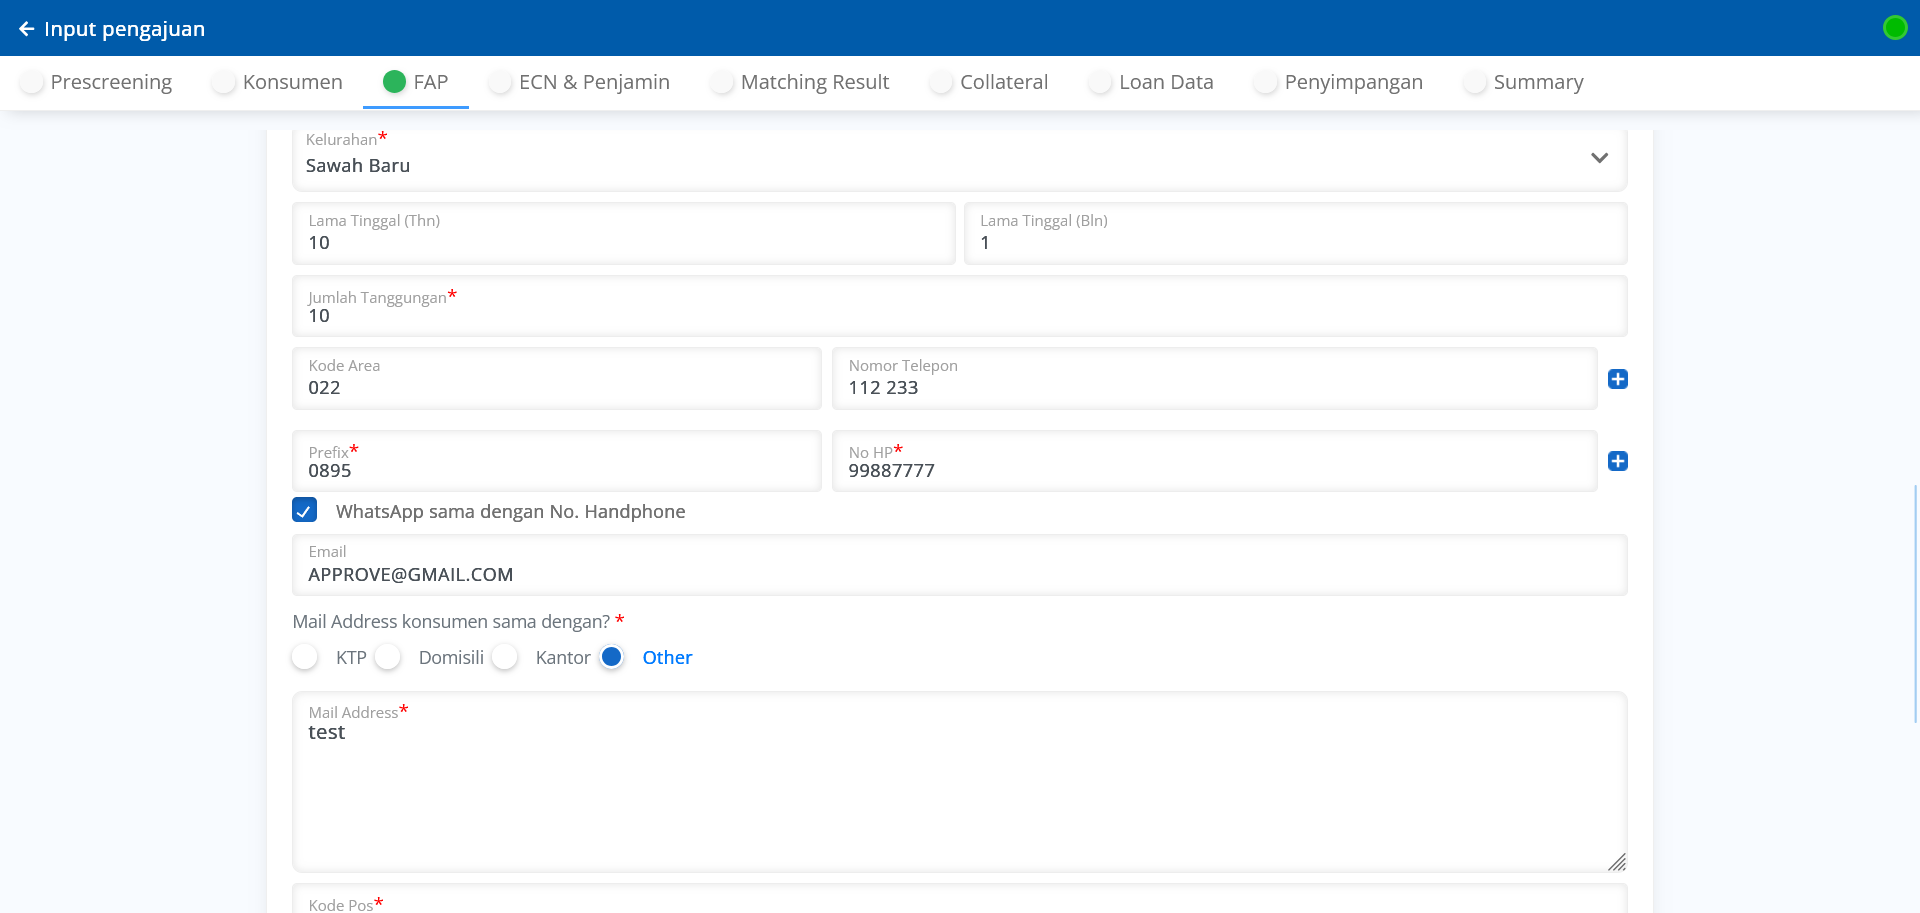 Input pengajuan
Prescreening Konsumen FAP ECN & Penjamin Matching Result Collateral Loan Data Penyimpangan Summary
Kelurahan*
Sawah Baru
Lama Tinggal (Thn) Lama Tinggal (Bln)
10 1
Jumlah Tanggungan*
10
Kode Area Nomor Telepon
022 112 233
Prefix* No HP*
0895 99887777
WhatsApp sama dengan No. Handphone
Email
APPROVE@GMAIL.COM
Mail Address konsumen sama dengan? *
KTP Domisili Kantor Other
Mail Address*
test
Kode Pos*